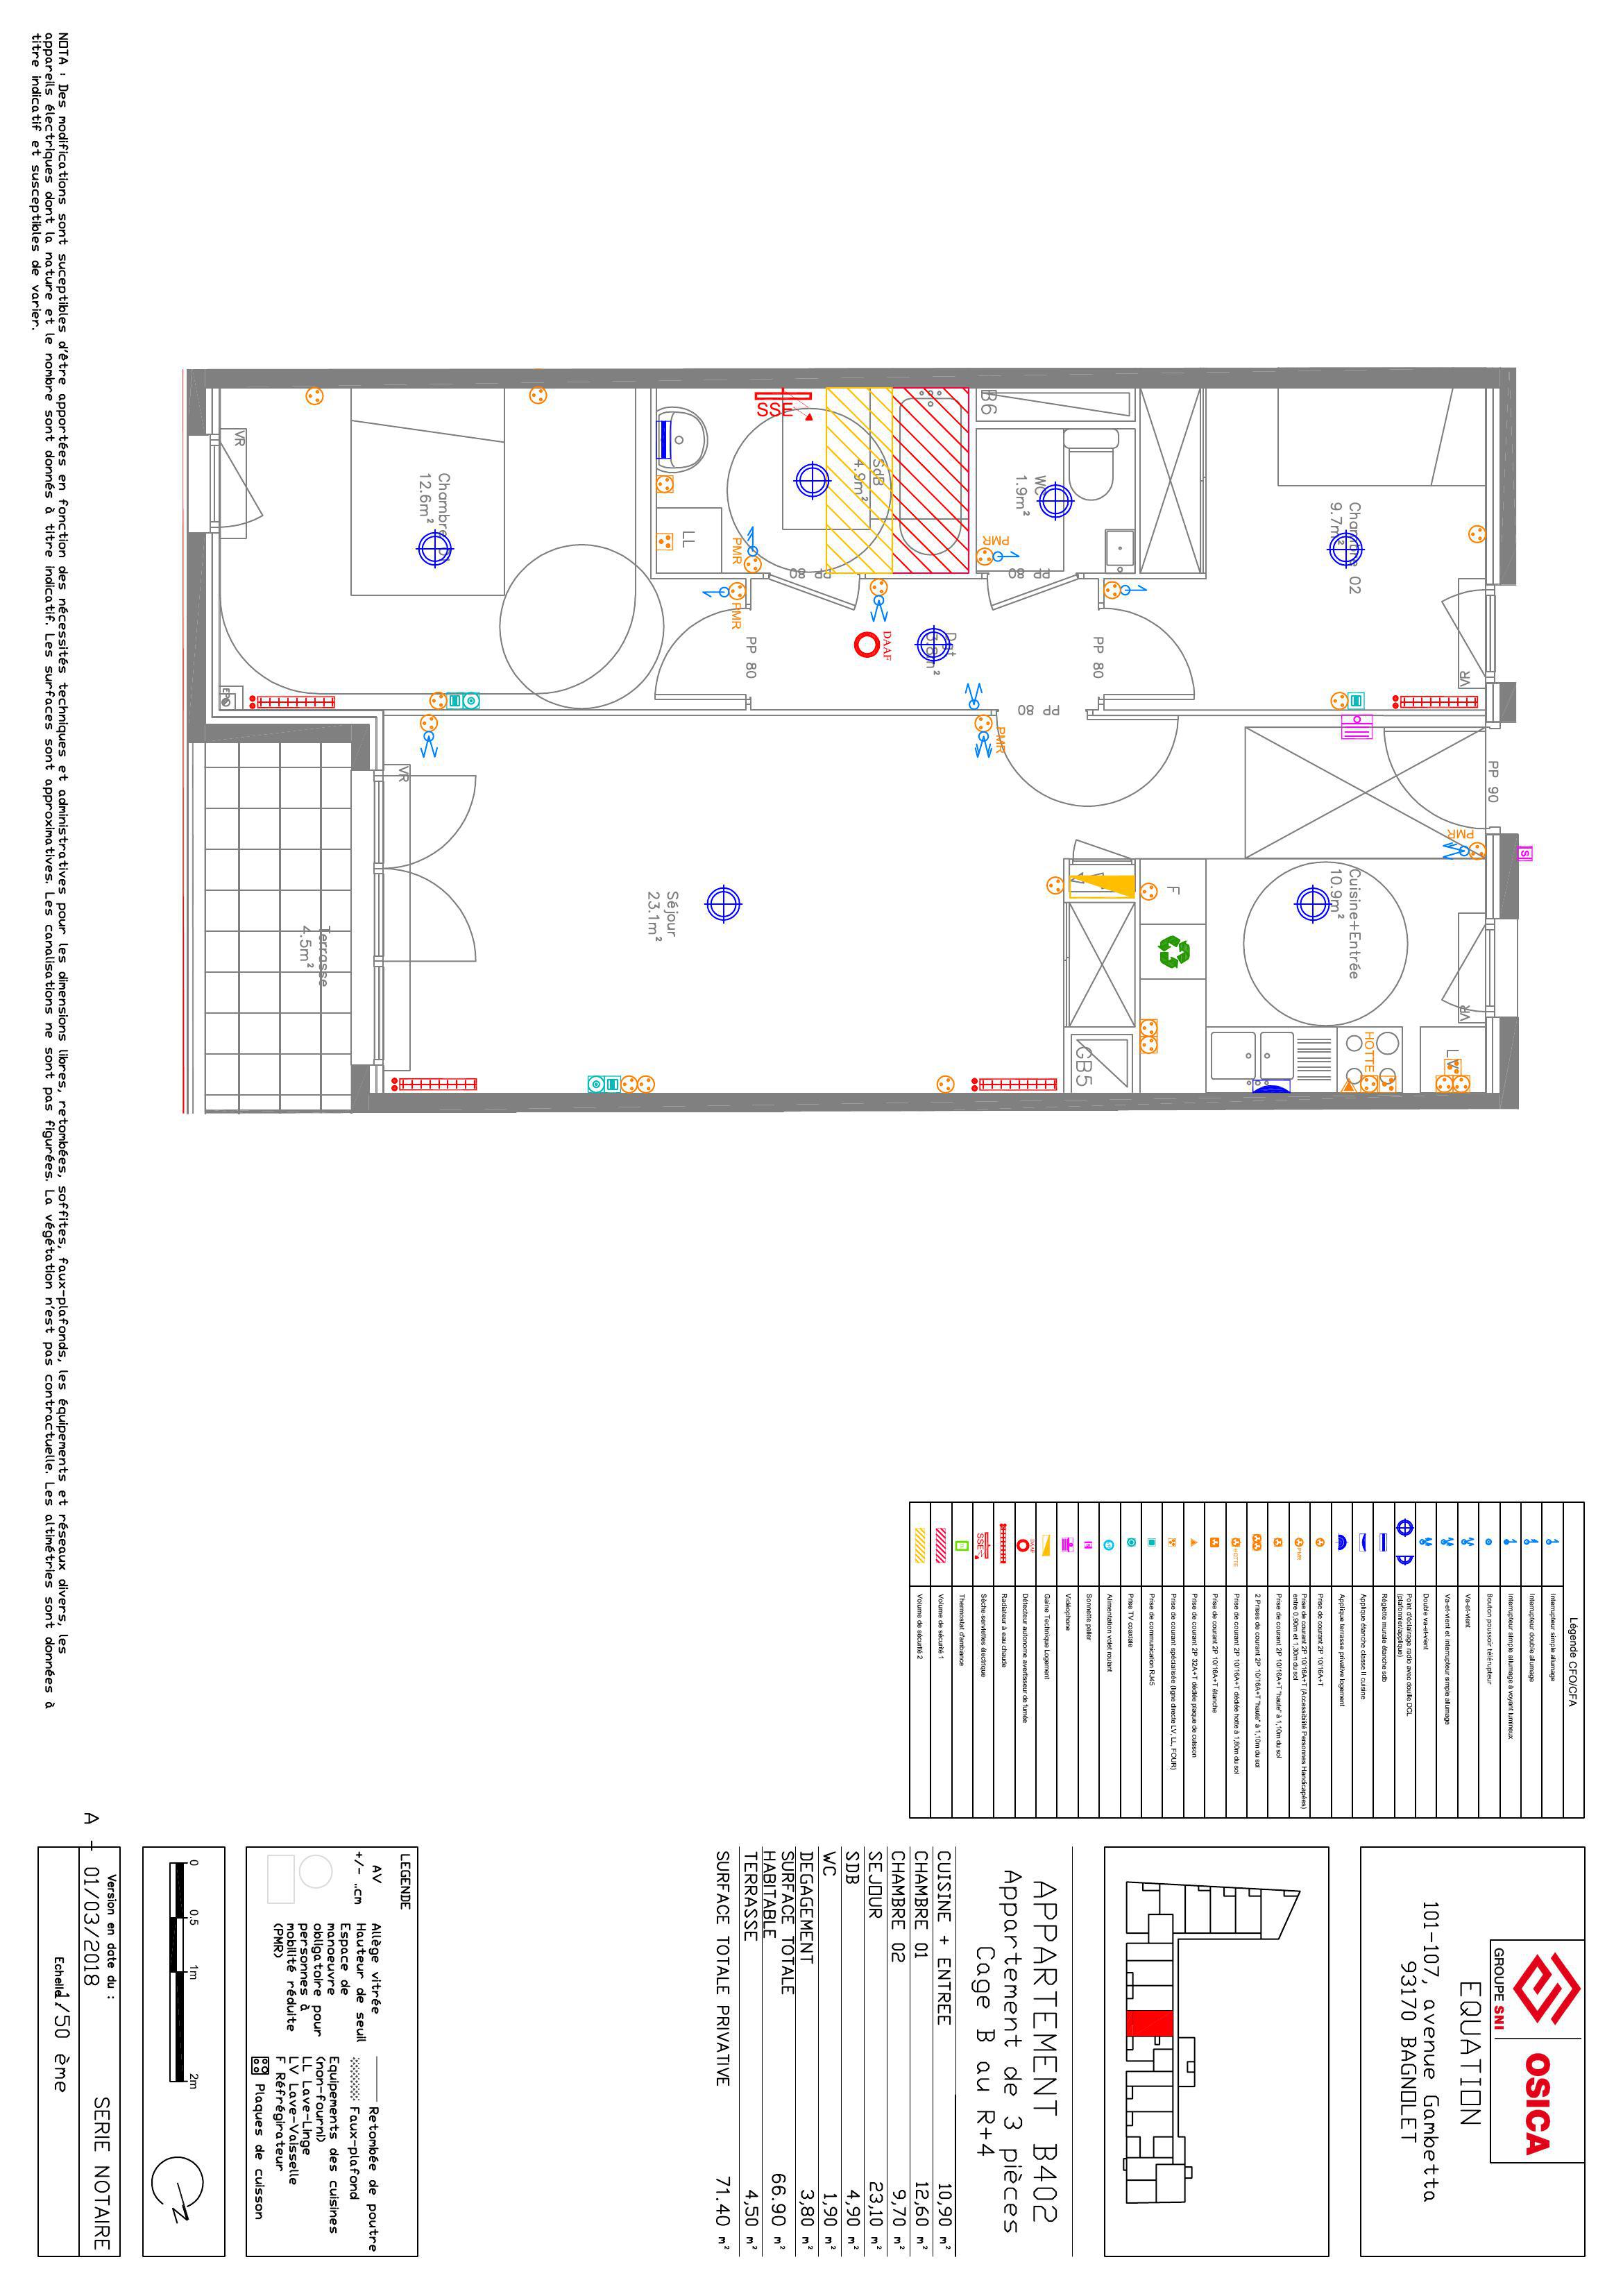 GROUPE SNI
OSICA
EQUATION
101-107, avenue Gambetta
93170 BAGNOLET
APPARTEMENT B402
Appartement de 3 pièces
Cage B au R+4
CUISINE + ENTREE 10,90 m²
CHAMBRE 01 12,60 m²
CHAMBRE 02 9,70 m²
SEJOUR 23,10 m²
SDB 4,90 m²
WC 1,90 m²
DEGAGEMENT 3,80 m²
SURFACE TOTALE
HABITABLE 66.90 m²
TERRASSE 4,50 m²
SURFACE TOTALE PRIVATIVE 71.40 m²
LEGENDE
AV Allège vitrée
+/- ..cm Hauteur de seuil
Espace de
manoeuvre
obligatoire pour
personnes à
mobilité réduite
(PMR)
Retombée de poutre
Faux-plafond
Equipements des cuisines
(non-fourni)
LL Lave-Linge
LV Lave-Vaisselle
F Réfrigérateur
Plaques de cuisson
0 0.5 1m 2m
N
A -
Version en date du :
01/03/2018
SERIE NOTAIRE
Echelle 1/50 ème
Légende CFO/CFA
Interrupteur simple allumage
Interrupteur double allumage
Interrupteur simple allumage à voyant lumineux
Bouton poussoir télérupteur
Va-et-vient
Va-et-vient et interrupteur simple allumage
Double va-et-vient
Point d'éclairage radio avec douille DCL
(plafonnier/applique)
Réglette murale étanche sdb
Applique étanche classe II cuisine
Applique terrasse privative logement
Prise de courant 2P 10/16A+T
PMR
Prise de courant 2P 10/16A+T (Accessibilité Personnes Handicapées)
entre 0,90m et 1,30m du sol
Prise de courant 2P 10/16A+T "haute" à 1,10m du sol
2 Prises de courant 2P 10/16A+T "haute" à 1,10m du sol
HOTTE
Prise de courant 2P 10/16A+T dédiée hotte à 1,80m du sol
Prise de courant 2P 10/16A+T étanche
Prise de courant 2P 32A+T dédiée plaque de cuisson
Prise de courant spécialisée (ligne directe LV, LL, FOUR)
Prise de communication RJ45
Prise TV coaxiale
Alimentation volet roulant
Sonnette palier
Vidéophone
Gaine Technique Logement
DAAF
Détecteur autonome avertisseur de fumée
Radiateur à eau chaude
SSE
Sèche-serviettes électrique
Thermostat d'ambiance
Volume de sécurité 1
Volume de sécurité 2
Chambre 02
9.7m²
VR
PP 80
PP 90
PMR
Cuisine+Entrée
10.9m²
VR
HOTTE
LV
F
GB5
WC
1.9m²
PMR
PP 80
SdB
4.9m²
SSE
LL
PMR
PP 80
DAAF
PP 80
PP 80
PMR
PMR
Séjour
23.1m²
Chambre
12.6m²
VR
VR
Terrasse
4.5m²
NOTA : Des modifications sont suceptibles d'être apportées en fonction des nécessités techniques et administratives pour les dimensions libres, retombées, soffites, faux-plafonds, les équipements et réseaux divers, les
appareils électriques dont la nature et le nombre sont donnés à titre indicatif. Les surfaces sont approximatives. Les canalisations ne sont pas figurées. La végétation n'est pas contractuelle. Les altimétries sont données à
titre indicatif et susceptibles de varier.